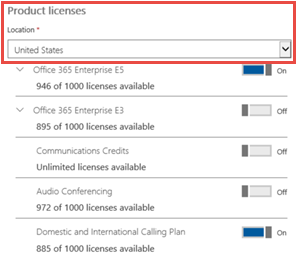 Product licenses
Location *
United States
Office 365 Enterprise E5
On
946 of 1000 licenses available
Office 365 Enterprise E3
Off
895 of 1000 licenses available
Communications Credits
Off
Unlimited licenses available
Audio Conferencing
Off
972 of 1000 licenses available
Domestic and International Calling Plan
On
885 of 1000 licenses available